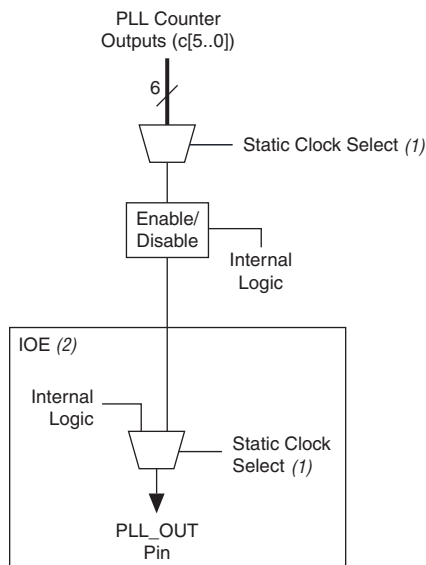 PLL Counter
Outputs (c[5..0])
6
Static Clock Select (1)
Enable/
Disable
Internal
Logic
IOE (2)
Internal
Logic
Static Clock
Select (1)
PLL_OUT
Pin